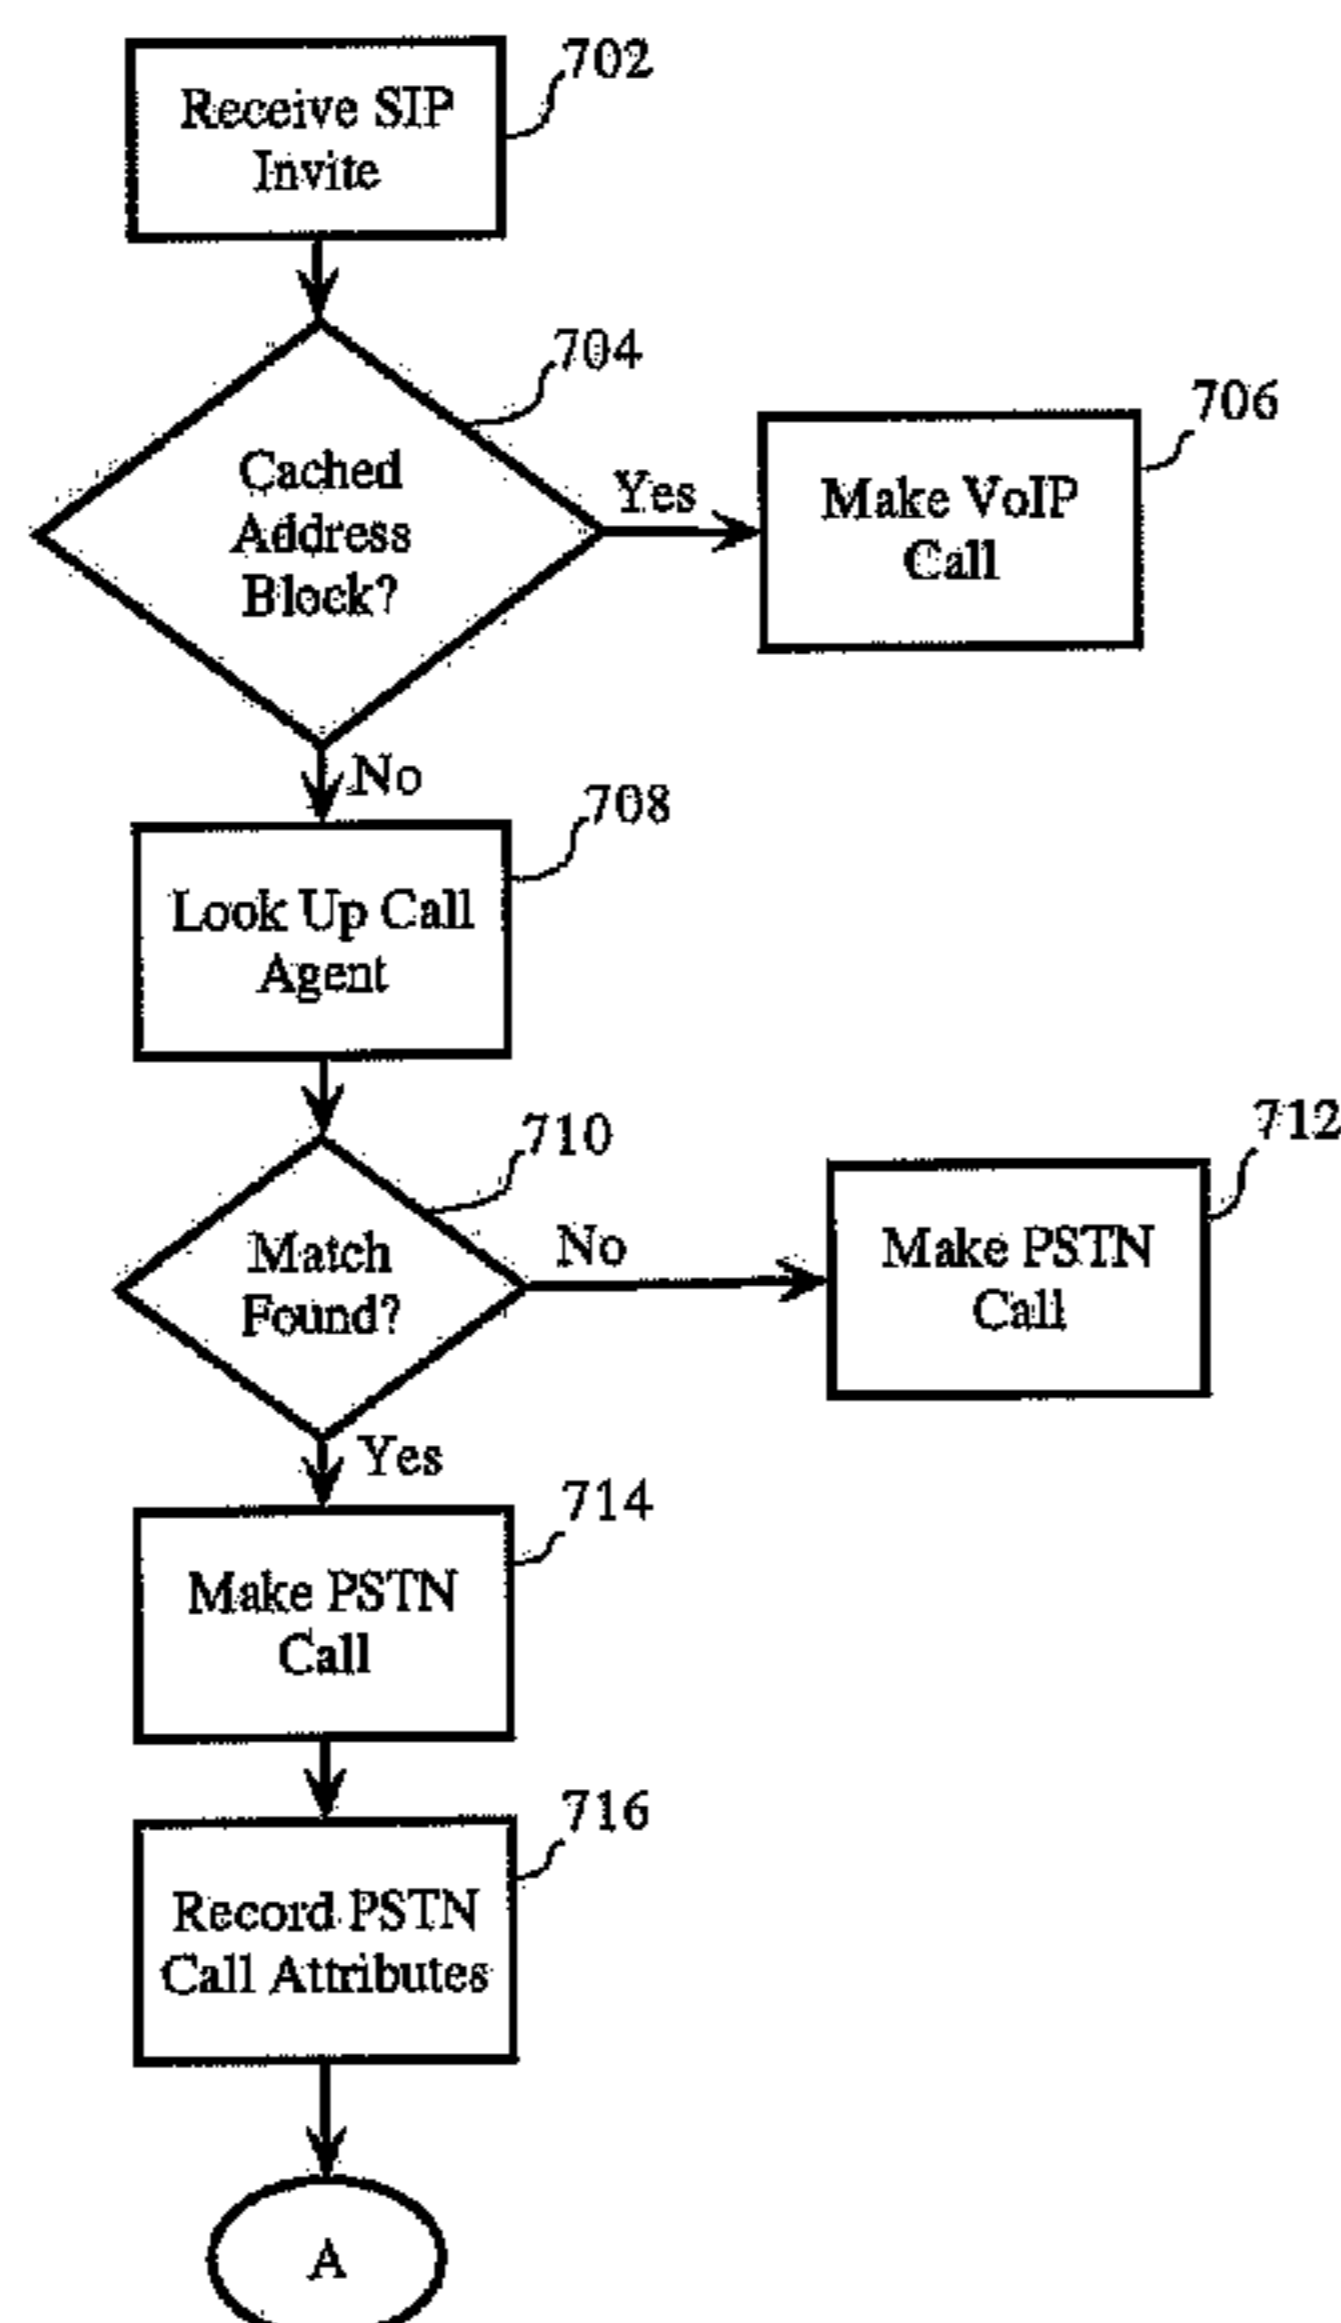 702
Receive SIP
Invite
704
Cached
Address
Block?
Yes
706
Make VoIP
Call
No
708
Look Up Call
Agent
710
Match
Found?
No
712
Make PSTN
Call
Yes
714
Make PSTN
Call
716
Record PSTN
Call Attributes
A